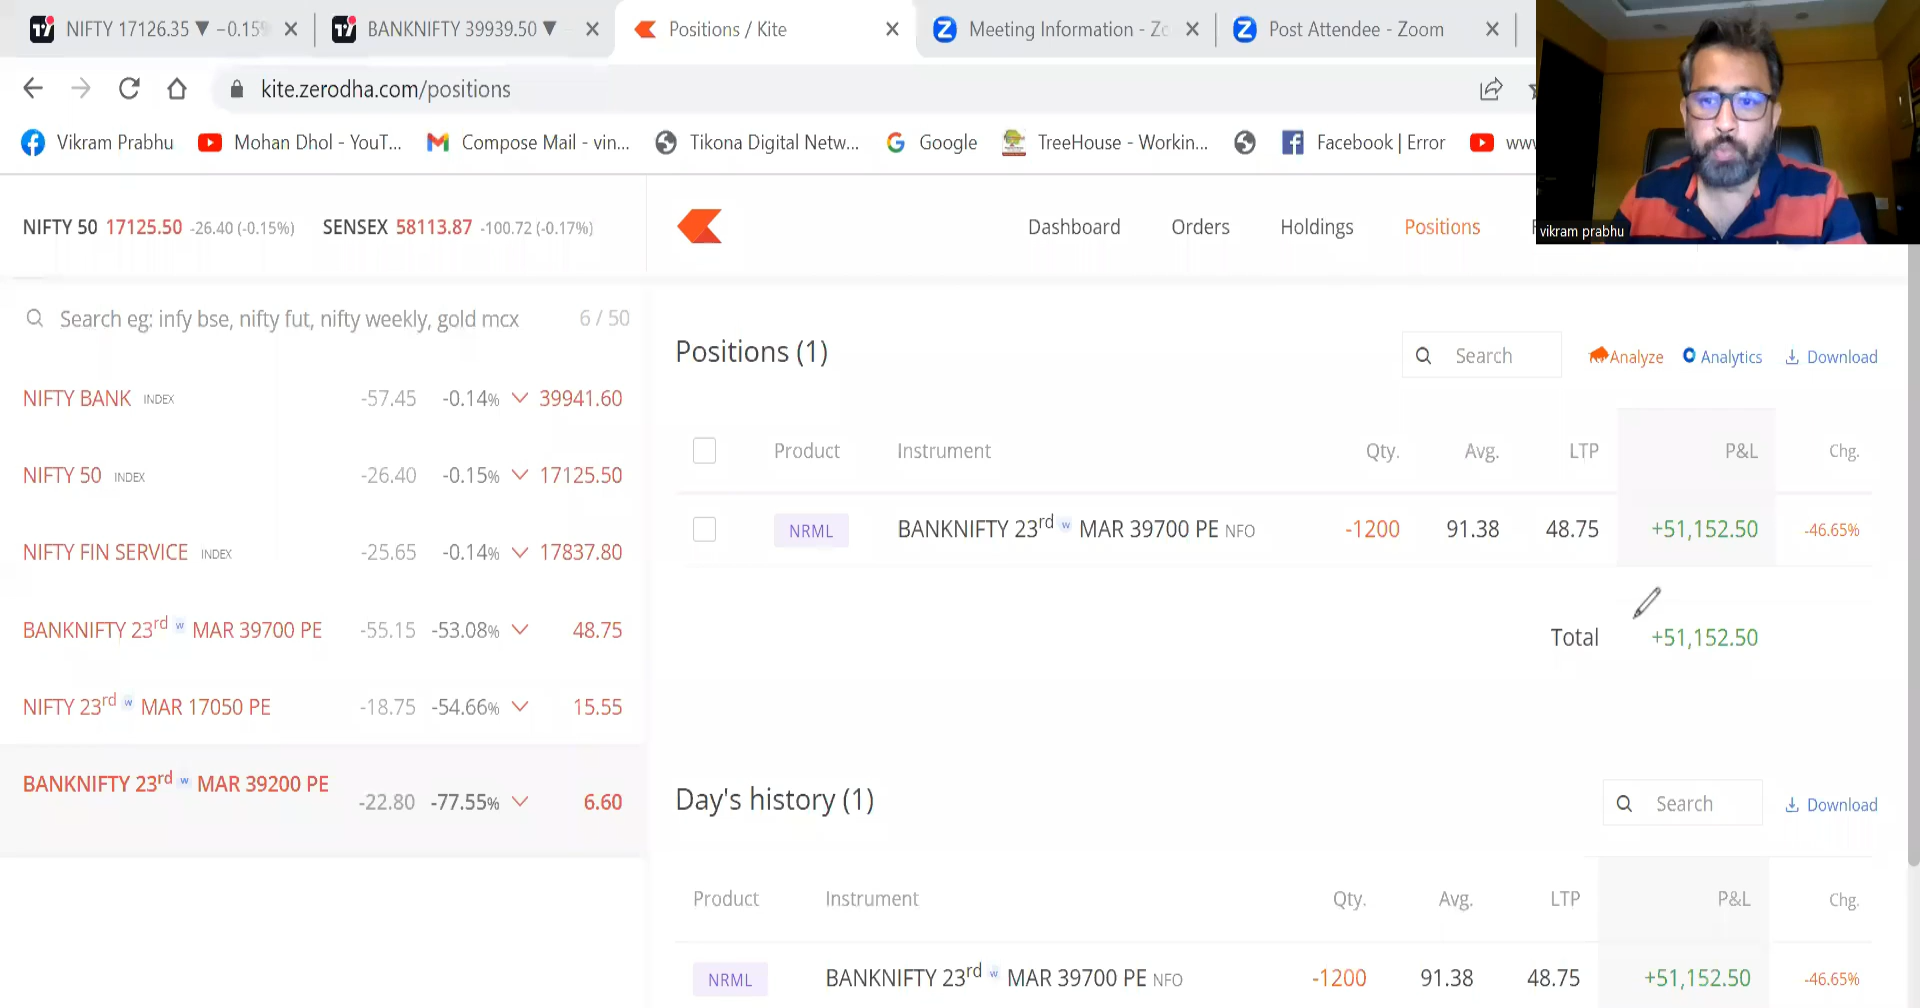 NIFTY 17126.35 ▼ −0.15%
BANKNIFTY 39939.50 ▼
Positions / Kite
Meeting Information - Zo
Post Attendee - Zoom
kite.zerodha.com/positions
Vikram Prabhu
Mohan Dhol - YouT...
Compose Mail - vin...
Tikona Digital Netw...
Google
TreeHouse - Workin...
Facebook | Error
www
vikram prabhu
NIFTY 50 17125.50 -26.40 (-0.15%) SENSEX 58113.87 -100.72 (-0.17%)
Dashboard Orders Holdings Positions
Search eg: infy bse, nifty fut, nifty weekly, gold mcx 6 / 50
NIFTY BANK INDEX -57.45 -0.14% 39941.60
NIFTY 50 INDEX -26.40 -0.15% 17125.50
NIFTY FIN SERVICE INDEX -25.65 -0.14% 17837.80
BANKNIFTY 23rd w MAR 39700 PE -55.15 -53.08% 48.75
NIFTY 23rd w MAR 17050 PE -18.75 -54.66% 15.55
BANKNIFTY 23rd w MAR 39200 PE -22.80 -77.55% 6.60
Positions (1) Search Analyze Analytics Download
Product Instrument Qty. Avg. LTP P&L Chg.
NRML BANKNIFTY 23rd w MAR 39700 PE NFO -1200 91.38 48.75 +51,152.50 -46.65%
Total +51,152.50
Day's history (1) Search Download
Product Instrument Qty. Avg. LTP P&L Chg.
NRML BANKNIFTY 23rd w MAR 39700 PE NFO -1200 91.38 48.75 +51,152.50 -46.65%